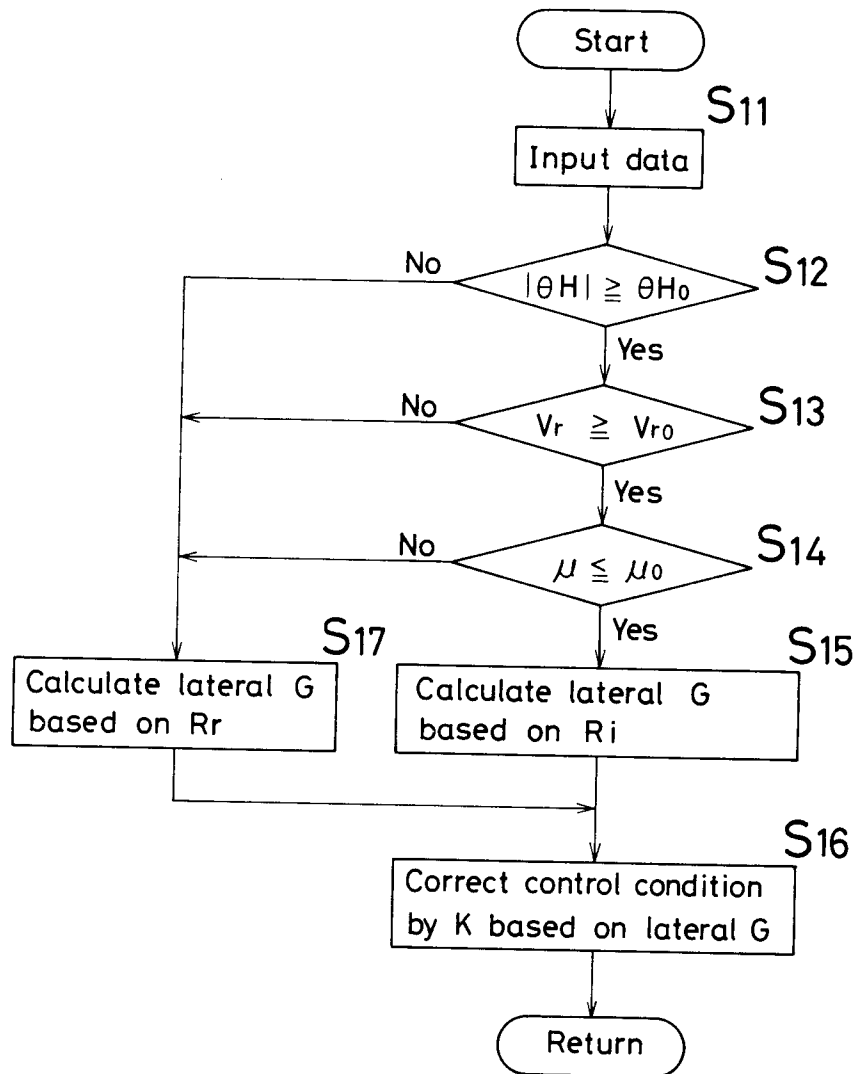 Start
S11
Input data
S12
|θH| ≧ θH0
No
Yes
S13
Vr ≧ Vr0
No
Yes
S14
μ ≦ μ0
No
Yes
S17
Calculate lateral G
based on Rr
S15
Calculate lateral G
based on Ri
S16
Correct control condition
by K based on lateral G
Return